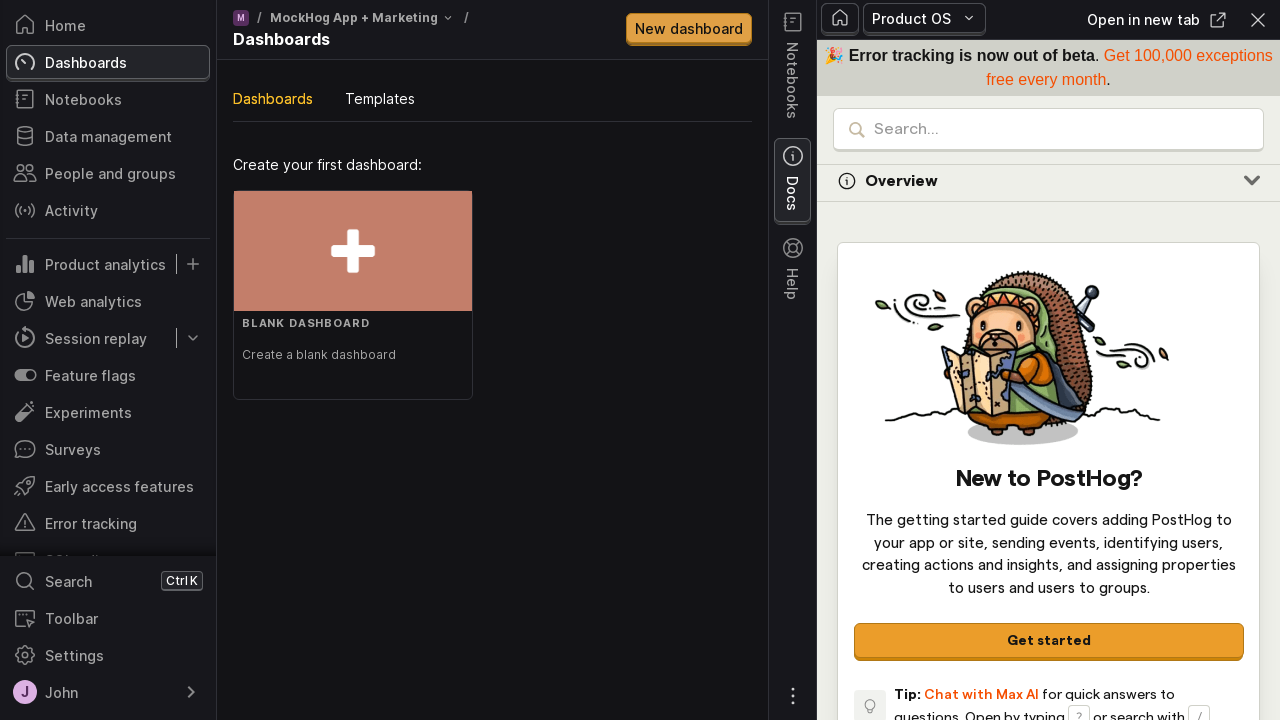 Home
Dashboards
Notebooks
Data management
People and groups
Activity
Product analytics
Web analytics
Session replay
Feature flags
Experiments
Surveys
Early access features
Error tracking
Search Ctrl K
Toolbar
Settings
J John
M / MockHog App + Marketing /
Dashboards
New dashboard
Dashboards Templates
Create your first dashboard:
BLANK DASHBOARD
Create a blank dashboard
Notebooks
Docs
Help
Product OS
Open in new tab
🎉 Error tracking is now out of beta. Get 100,000 exceptions
free every month.
Search...
Overview
New to PostHog?
The getting started guide covers adding PostHog to
your app or site, sending events, identifying users,
creating actions and insights, and assigning properties
to users and users to groups.
Get started
Tip: Chat with Max AI for quick answers to
questions. Open by typing ? or search with /